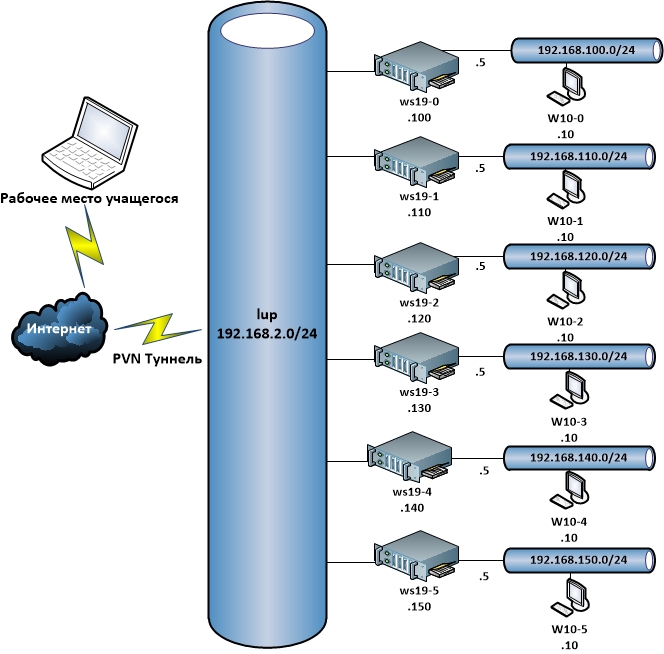 Рабочее место учащегося
Интернет
PVN Туннель
lup
192.168.2.0/24
ws19-0
.100
.5
192.168.100.0/24
W10-0
.10
ws19-1
.110
.5
192.168.110.0/24
W10-1
.10
ws19-2
.120
.5
192.168.120.0/24
W10-2
.10
ws19-3
.130
.5
192.168.130.0/24
W10-3
.10
ws19-4
.140
.5
192.168.140.0/24
W10-4
.10
ws19-5
.150
.5
192.168.150.0/24
W10-5
.10